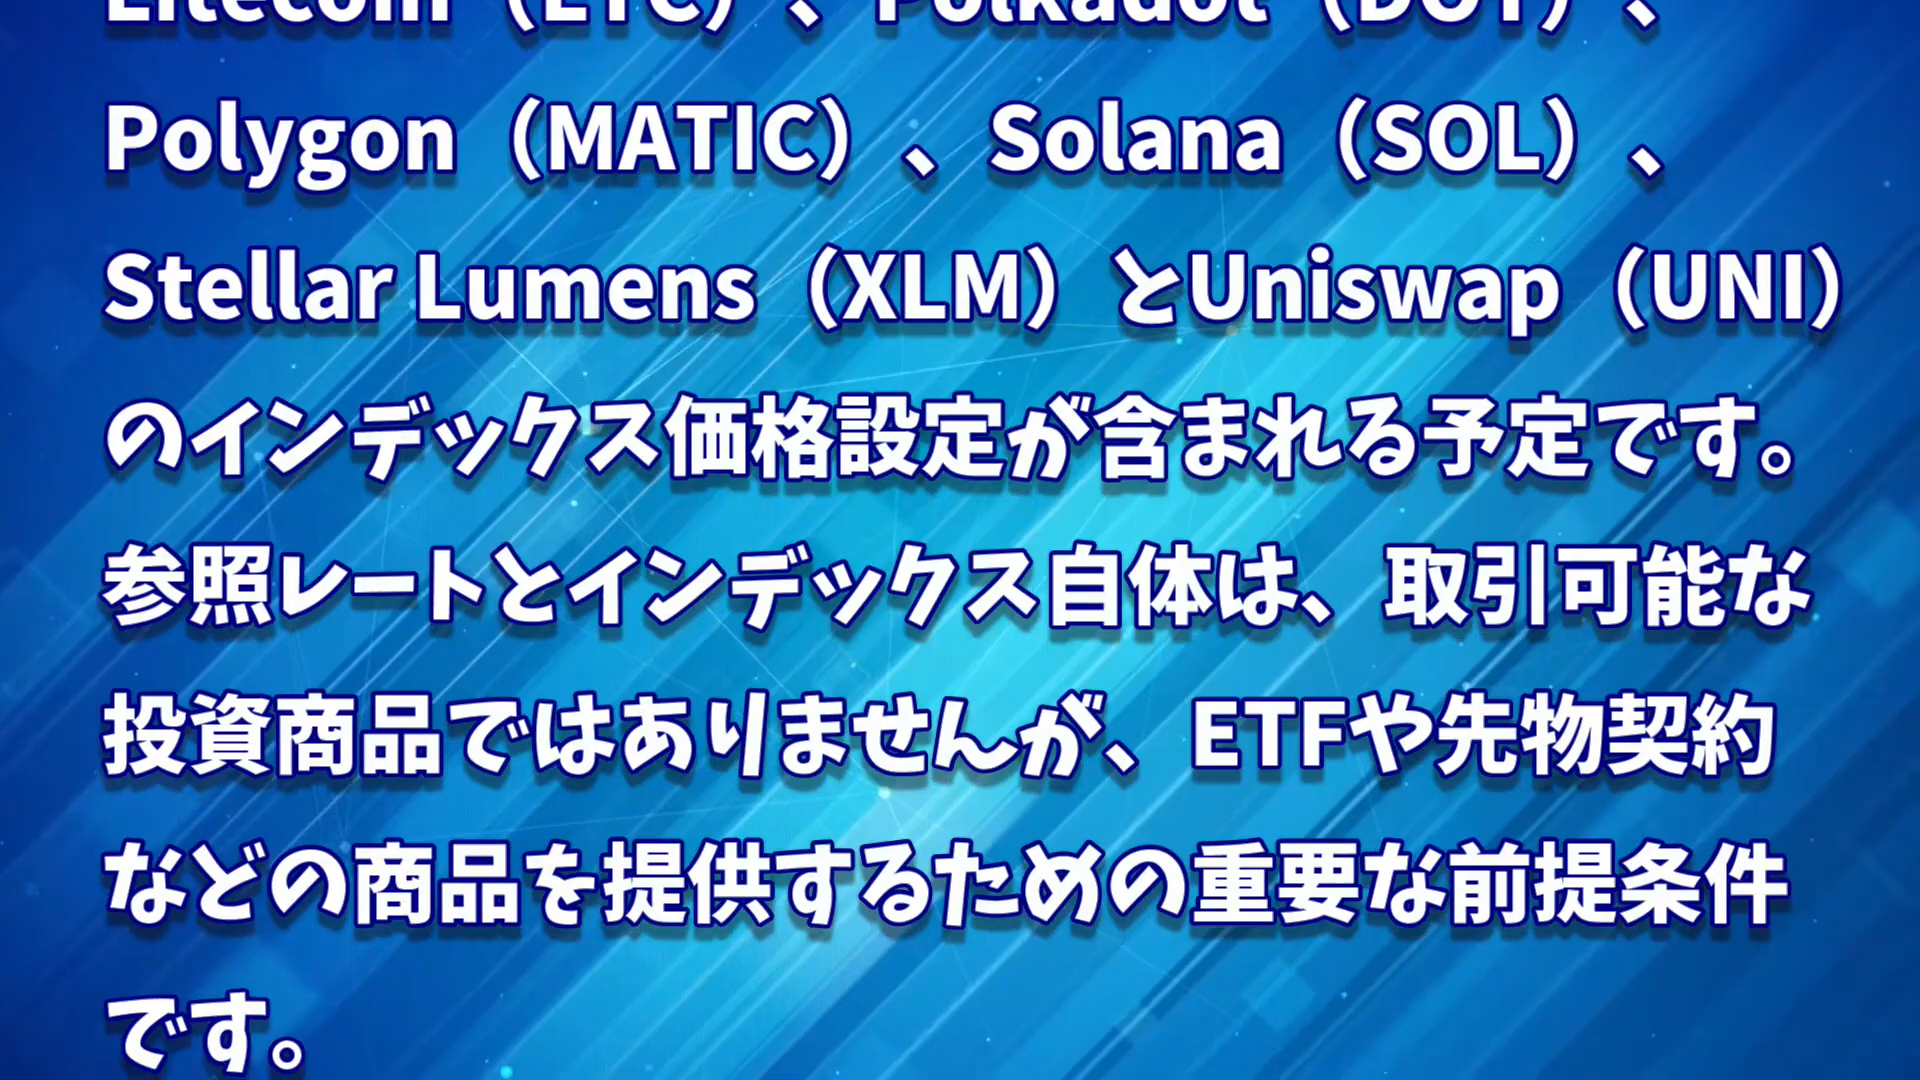 Litecoin（LTC）、Polkadot（DOT）、
Polygon（MATIC）、Solana（SOL）、
Stellar Lumens（XLM）とUniswap（UNI）
のインデックス価格設定が含まれる予定です。
参照レートとインデックス自体は、取引可能な
投資商品ではありませんが、ETFや先物契約
などの商品を提供するための重要な前提条件
です。